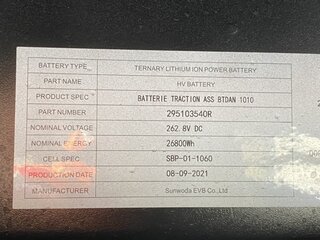 BATTERY TYPE TERNARY LITHIUM ION POWER BATTERY
PART NAME HV BATTERY
PRODUCT SPEC BATTERIE TRACTION ASS BTDAN 1010
PART NUMBER 295103540R
NOMINAL VOLTAGE 262.8V DC
NOMINAL ENERGY 26800Wh
CELL SPEC SBP-01-1060
PRODUCTION DATE 08-09-2021
MANUFACTURER Sunwoda EVB Co.,Ltd